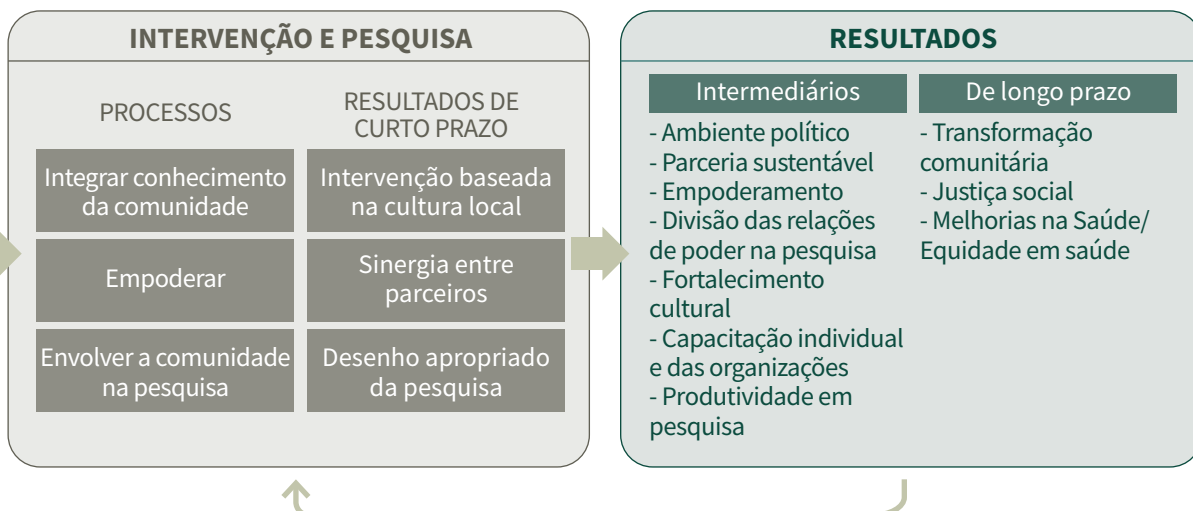 INTERVENÇÃO E PESQUISA
PROCESSOS
RESULTADOS DE
CURTO PRAZO
Integrar conhecimento
da comunidade
Intervenção baseada
na cultura local
Empoderar
Sinergia entre
parceiros
Envolver a comunidade
na pesquisa
Desenho apropriado
da pesquisa
RESULTADOS
Intermediários
- Ambiente político
- Parceria sustentável
- Empoderamento
- Divisão das relações
de poder na pesquisa
- Fortalecimento
cultural
- Capacitação individual
e das organizações
- Produtividade em
pesquisa
De longo prazo
- Transformação
comunitária
- Justiça social
- Melhorias na Saúde/
Equidade em saúde